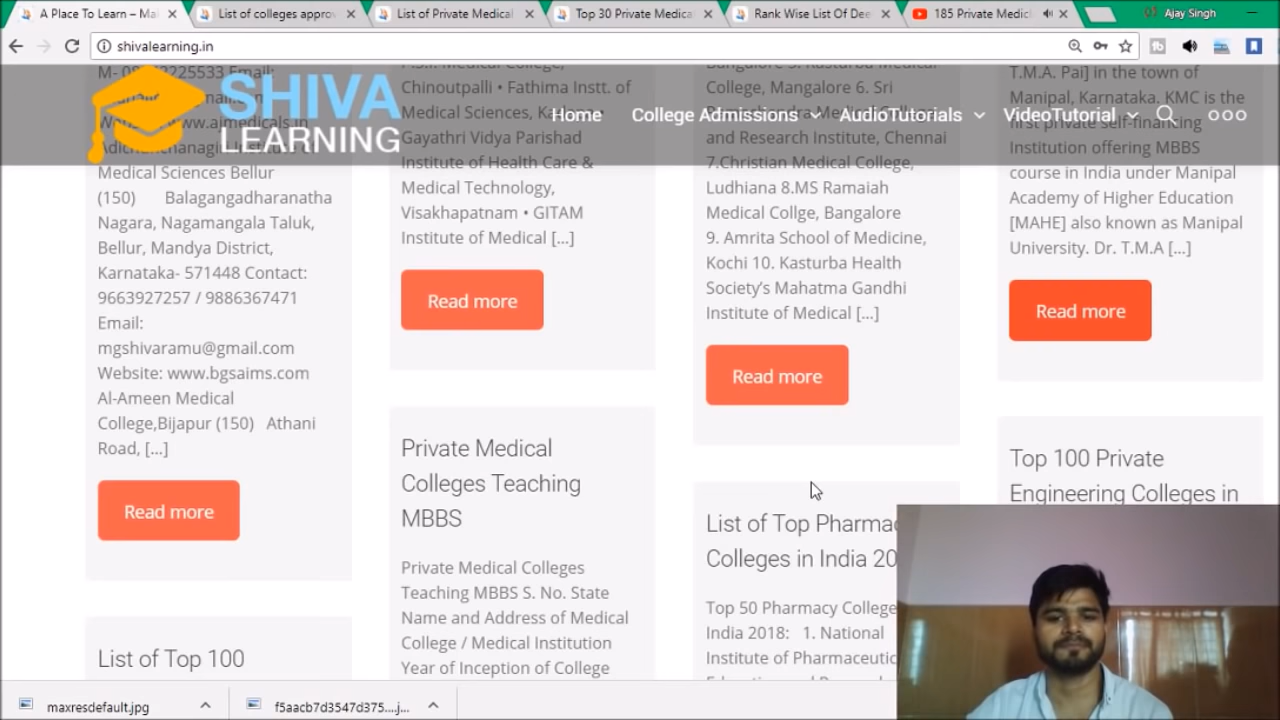 A Place To Learn – Ma
List of colleges approv
List of Private Medical
Top 30 Private Medica
Rank Wise List Of Dee
185 Private Medic
Ajay Singh
shivalearning.in
SHIVA
LEARNING
Home
College Admissions
AudioTutorials
VideoTutorial
Medical Sciences Bellur
(150) Balagangadharanatha
Nagara, Nagamangala Taluk,
Bellur, Mandya District,
Karnataka- 571448 Contact:
9663927257 / 9886367471
Email:
mgshivaramu@gmail.com
Website: www.bgsaims.com
Al-Ameen Medical
College,Bijapur (150) Athani
Road, [...]
Read more
List of Top 100
Chinoutpalli • Fathima Instt. of
Medical Sciences, Kadapa •
Gayathri Vidya Parishad
Institute of Health Care &
Medical Technology,
Visakhapatnam • GITAM
Institute of Medical [...]
Read more
Private Medical
Colleges Teaching
MBBS
Private Medical Colleges
Teaching MBBS S. No. State
Name and Address of Medical
College / Medical Institution
Year of Inception of College
College, Mangalore 6. Sri
and Research Institute, Chennai
7.Christian Medical College,
Ludhiana 8.MS Ramaiah
Medical Collge, Bangalore
9. Amrita School of Medicine,
Kochi 10. Kasturba Health
Society’s Mahatma Gandhi
Institute of Medical [...]
Read more
List of Top Pharmac
Colleges in India 20
Top 50 Pharmacy College
India 2018: 1. National
Institute of Pharmaceutic
T.M.A. Pai] in the town of
Manipal, Karnataka. KMC is the
first private self-financing
Institution offering MBBS
course in India under Manipal
Academy of Higher Education
[MAHE] also known as Manipal
University. Dr. T.M.A [...]
Read more
Top 100 Private
Engineering Colleges in
maxresdefault.jpg
f5aacb7d3547d375....j...